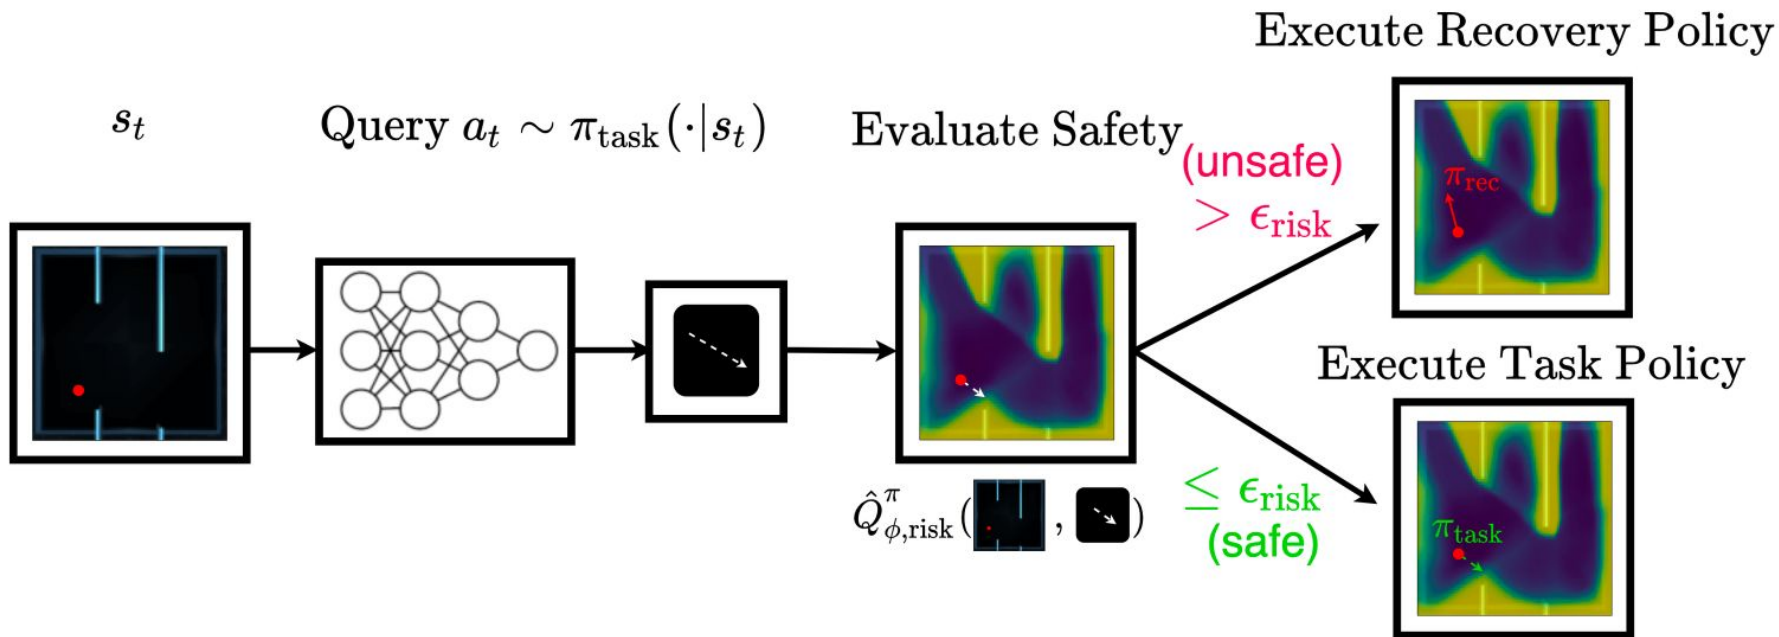 Execute Recovery Policy
s_t
Query a_t ∼ π_task(·|s_t)
Evaluate Safety
(unsafe)
> ϵ_risk
π_rec
Execute Task Policy
Q̂^π_ϕ,risk( , )
≤ ϵ_risk
(safe)
π_task